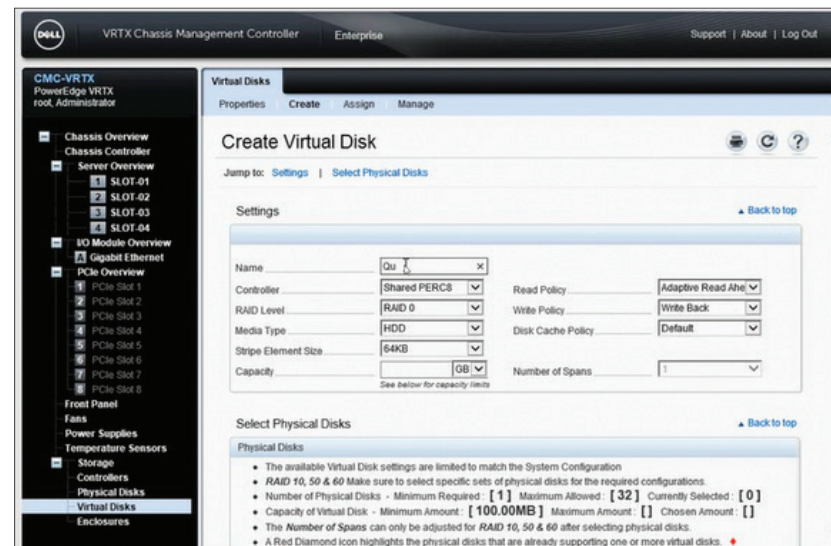 DELL
VRTX Chassis Management Controller Enterprise
Support | About | Log Out
CMC-VRTX
PowerEdge VRTX
root, Administrator
Chassis Overview
Chassis Controller
Server Overview
1 SLOT-01
2 SLOT-02
3 SLOT-03
4 SLOT-04
I/O Module Overview
A Gigabit Ethernet
PCIe Overview
1 PCIe Slot 1
2 PCIe Slot 2
3 PCIe Slot 3
4 PCIe Slot 4
5 PCIe Slot 5
6 PCIe Slot 6
7 PCIe Slot 7
8 PCIe Slot 8
Front Panel
Fans
Power Supplies
Temperature Sensors
Storage
Controllers
Physical Disks
Virtual Disks
Enclosures
Virtual Disks
Properties Create Assign Manage
Create Virtual Disk
Jump to: Settings | Select Physical Disks
Settings
Back to top
Name Qu
Controller Shared PERC8 Read Policy Adaptive Read Ahe
RAID Level RAID 0 Write Policy Write Back
Media Type HDD Disk Cache Policy Default
Stripe Element Size 64KB
Capacity GB Number of Spans 1
See below for capacity limits
Select Physical Disks
Back to top
Physical Disks
• The available Virtual Disk settings are limited to match the System Configuration
• RAID 10, 50 & 60 Make sure to select specific sets of physical disks for the required configurations.
• Number of Physical Disks - Minimum Required : [ 1 ] Maximum Allowed : [ 32 ] Currently Selected : [ 0 ]
• Capacity of Virtual Disk - Minimum Amount : [ 100.00MB ] Maximum Amount : [] Chosen Amount : []
• The Number of Spans can only be adjusted for RAID 10, 50 & 60 after selecting physical disks.
• A Red Diamond icon highlights the physical disks that are already supporting one or more virtual disks.